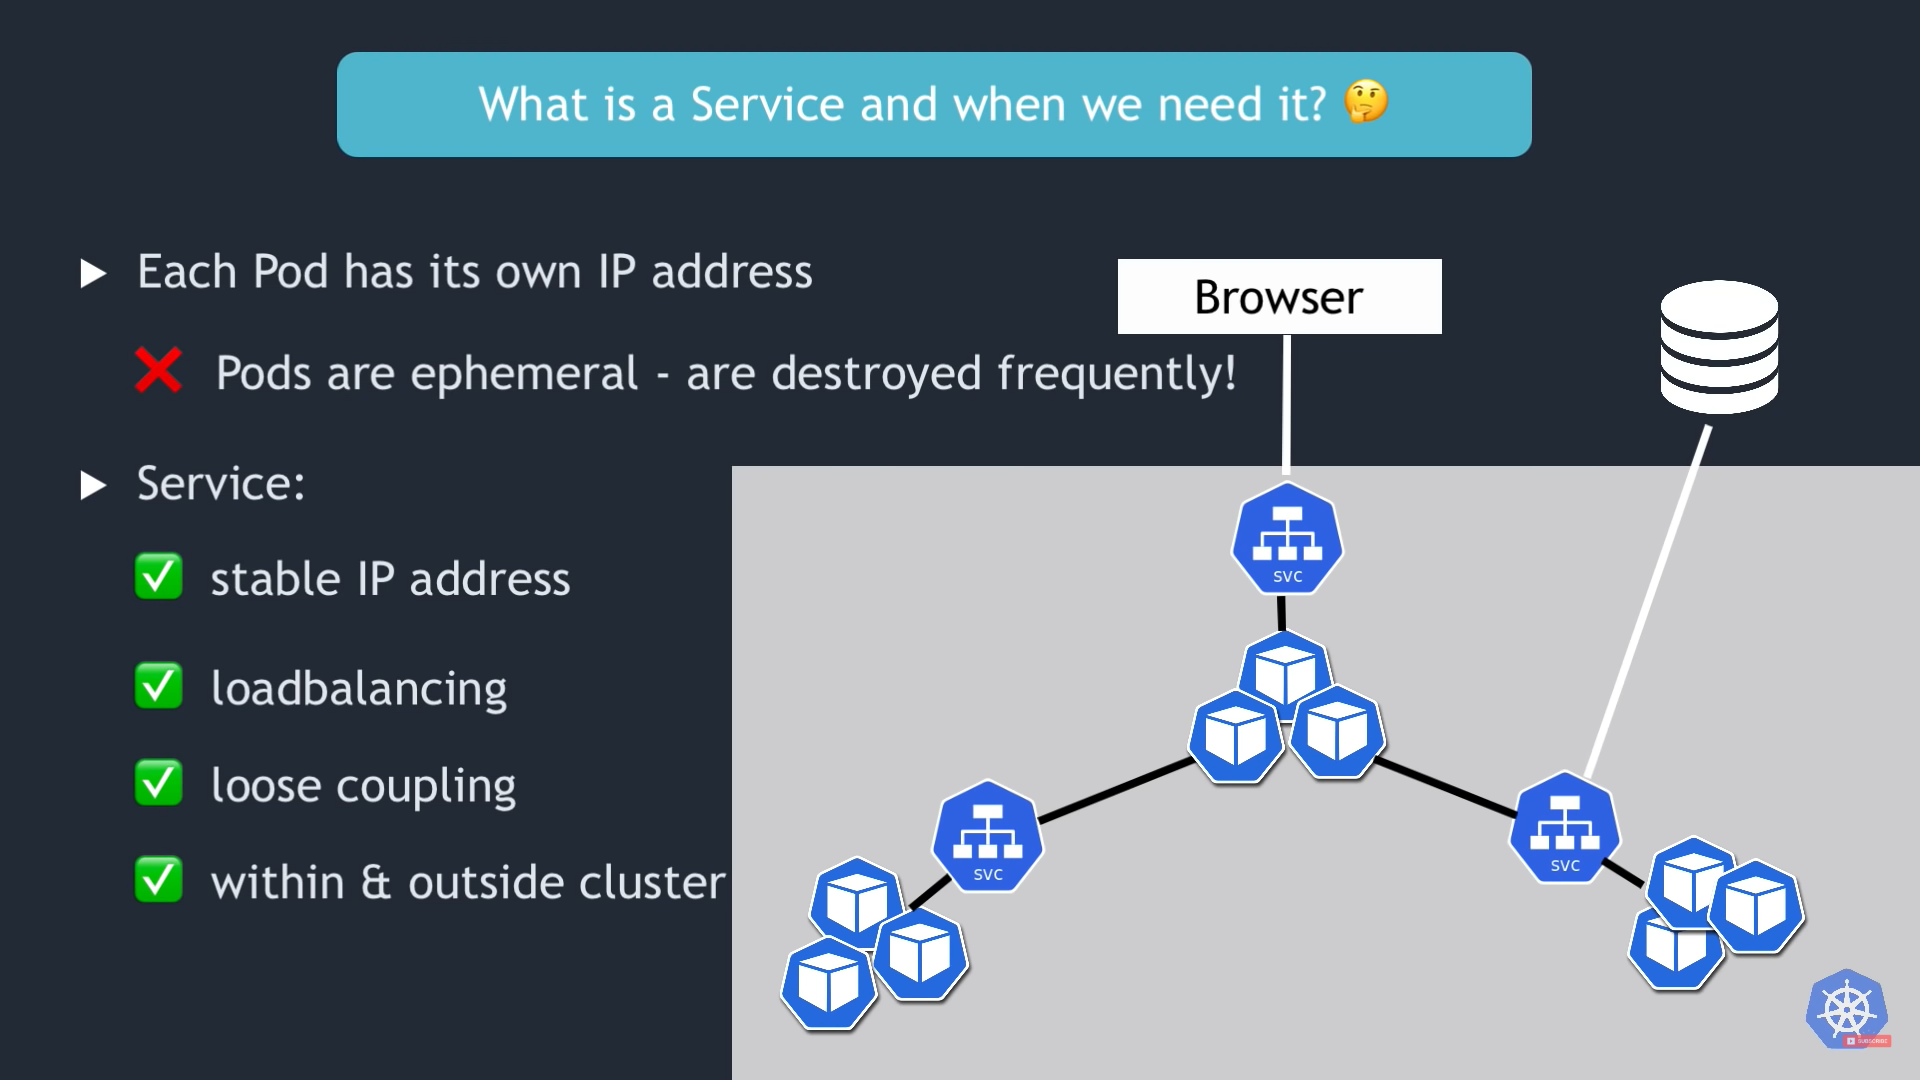 What is a Service and when we need it? 🤔
Each Pod has its own IP address
Browser
❌ Pods are ephemeral - are destroyed frequently!
Service:
✅ stable IP address
✅ loadbalancing
✅ loose coupling
✅ within & outside cluster
svc
svc
svc
SUBSCRIBE